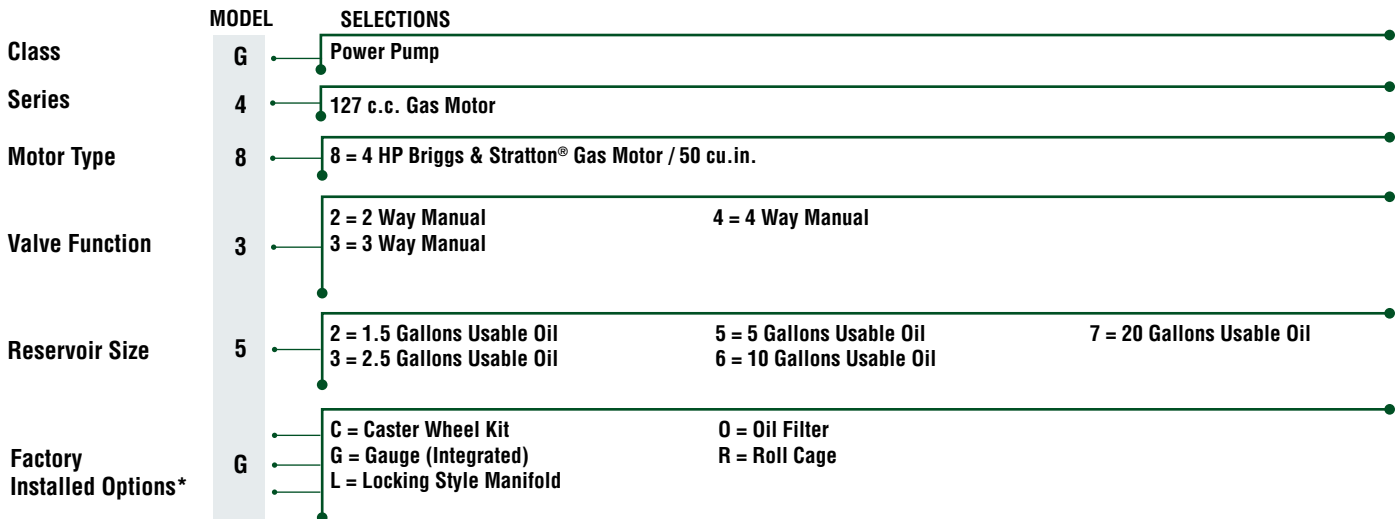 MODEL SELECTIONS
Class G Power Pump
Series 4 127 c.c. Gas Motor
Motor Type 8 8 = 4 HP Briggs & Stratton® Gas Motor / 50 cu.in.
Valve Function 3
2 = 2 Way Manual 4 = 4 Way Manual
3 = 3 Way Manual
Reservoir Size 5
2 = 1.5 Gallons Usable Oil 5 = 5 Gallons Usable Oil 7 = 20 Gallons Usable Oil
3 = 2.5 Gallons Usable Oil 6 = 10 Gallons Usable Oil
Factory
Installed Options* G
C = Caster Wheel Kit O = Oil Filter
G = Gauge (Integrated) R = Roll Cage
L = Locking Style Manifold